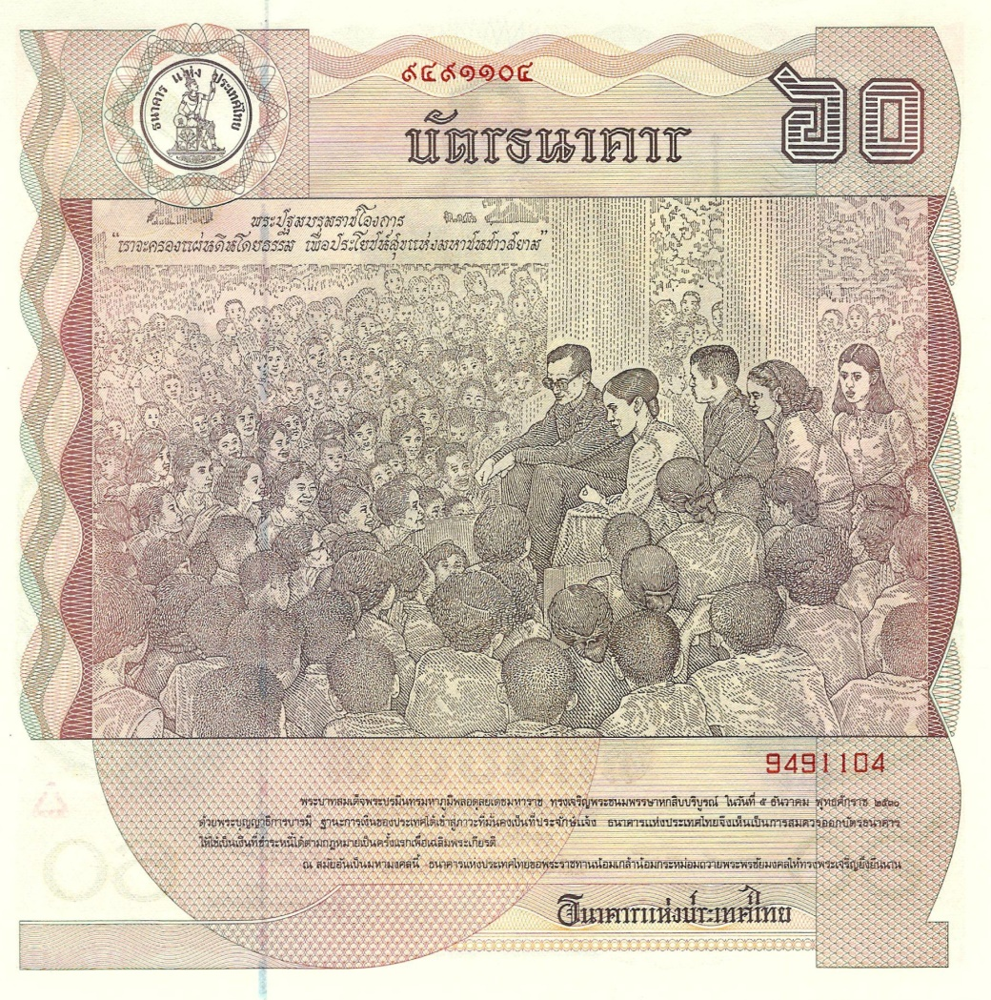 ธนาคาร แห่ง ประเทศไทย
๙๔๙๑๑๐๔
๖๐
บัตรธนาคาร
พระปฐมบรมราชโองการ
“เราจะครองแผ่นดินโดยธรรม เพื่อประโยชน์สุขแห่งมหาชนชาวสยาม”
9491104
พระบาทสมเด็จพระปรมินทรมหาภูมิพลอดุลยเดชมหาราช ทรงเจริญพระชนมพรรษาหกสิบบริบูรณ์ ในวันที่ ๕ ธันวาคม พุทธศักราช ๒๕๓๐
ด้วยพระบุญญาธิการบารมี ฐานะการเงินของประเทศได้เข้าสู่ภาวะที่มั่นคงเป็นที่ประจักษ์แจ้ง ธนาคารแห่งประเทศไทยจึงเห็นเป็นการสมควรออกบัตรธนาคาร
ให้ใช้เป็นเงินที่ชำระหนี้ได้ตามกฎหมายเป็นครั้งแรกเพื่อเฉลิมพระเกียรติ
ณ สมัยอันเป็นมหามงคลนี้ ธนาคารแห่งประเทศไทยขอพระราชทานน้อมเกล้าน้อมกระหม่อมถวายพระพรชัยมงคลให้ทรงพระเจริญยิ่งยืนนาน
ธนาคารแห่งประเทศไทย